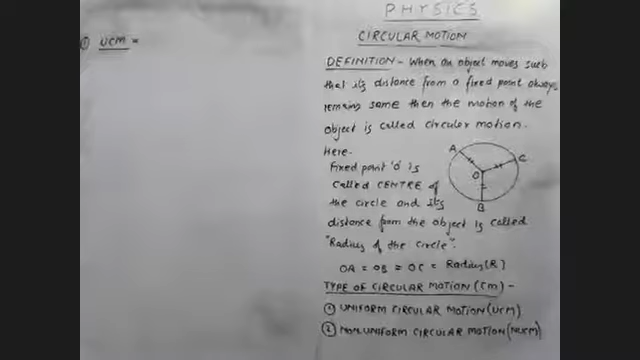 ① UCM =
PHYSICS
CIRCULAR MOTION
DEFINITION - When an object moves such
that its distance from a fixed point always
remains same then the motion of the
object is called circular motion.
Here-
Fixed point 'O' is
called CENTRE of
the circle and its
distance from the object is called
"Radius of the circle".
A
C
O
B
OA = OB = OC = Radius(R)
TYPE OF CIRCULAR MOTION (CM) -
① UNIFORM CIRCULAR MOTION (UCM)
② NON UNIFORM CIRCULAR MOTION (NUCM)